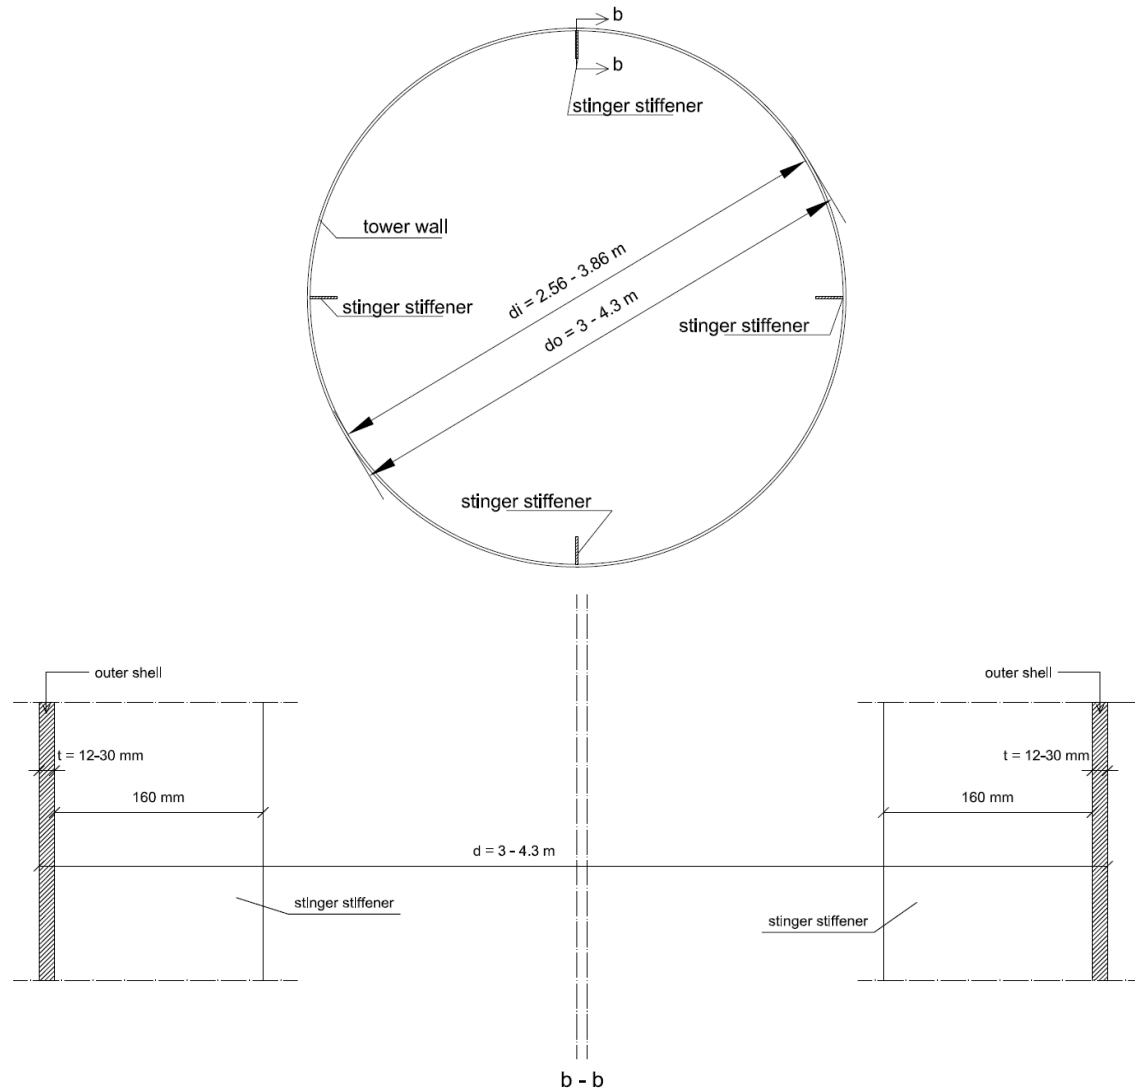 b
b
stinger stiffener
tower wall
di = 2.56 - 3.86 m
do = 3 - 4.3 m
stinger stiffener
stinger stiffener
stinger stiffener
outer shell
outer shell
t = 12-30 mm
t = 12-30 mm
160 mm
160 mm
d = 3 - 4.3 m
stinger stiffener
stinger stiffener
b - b